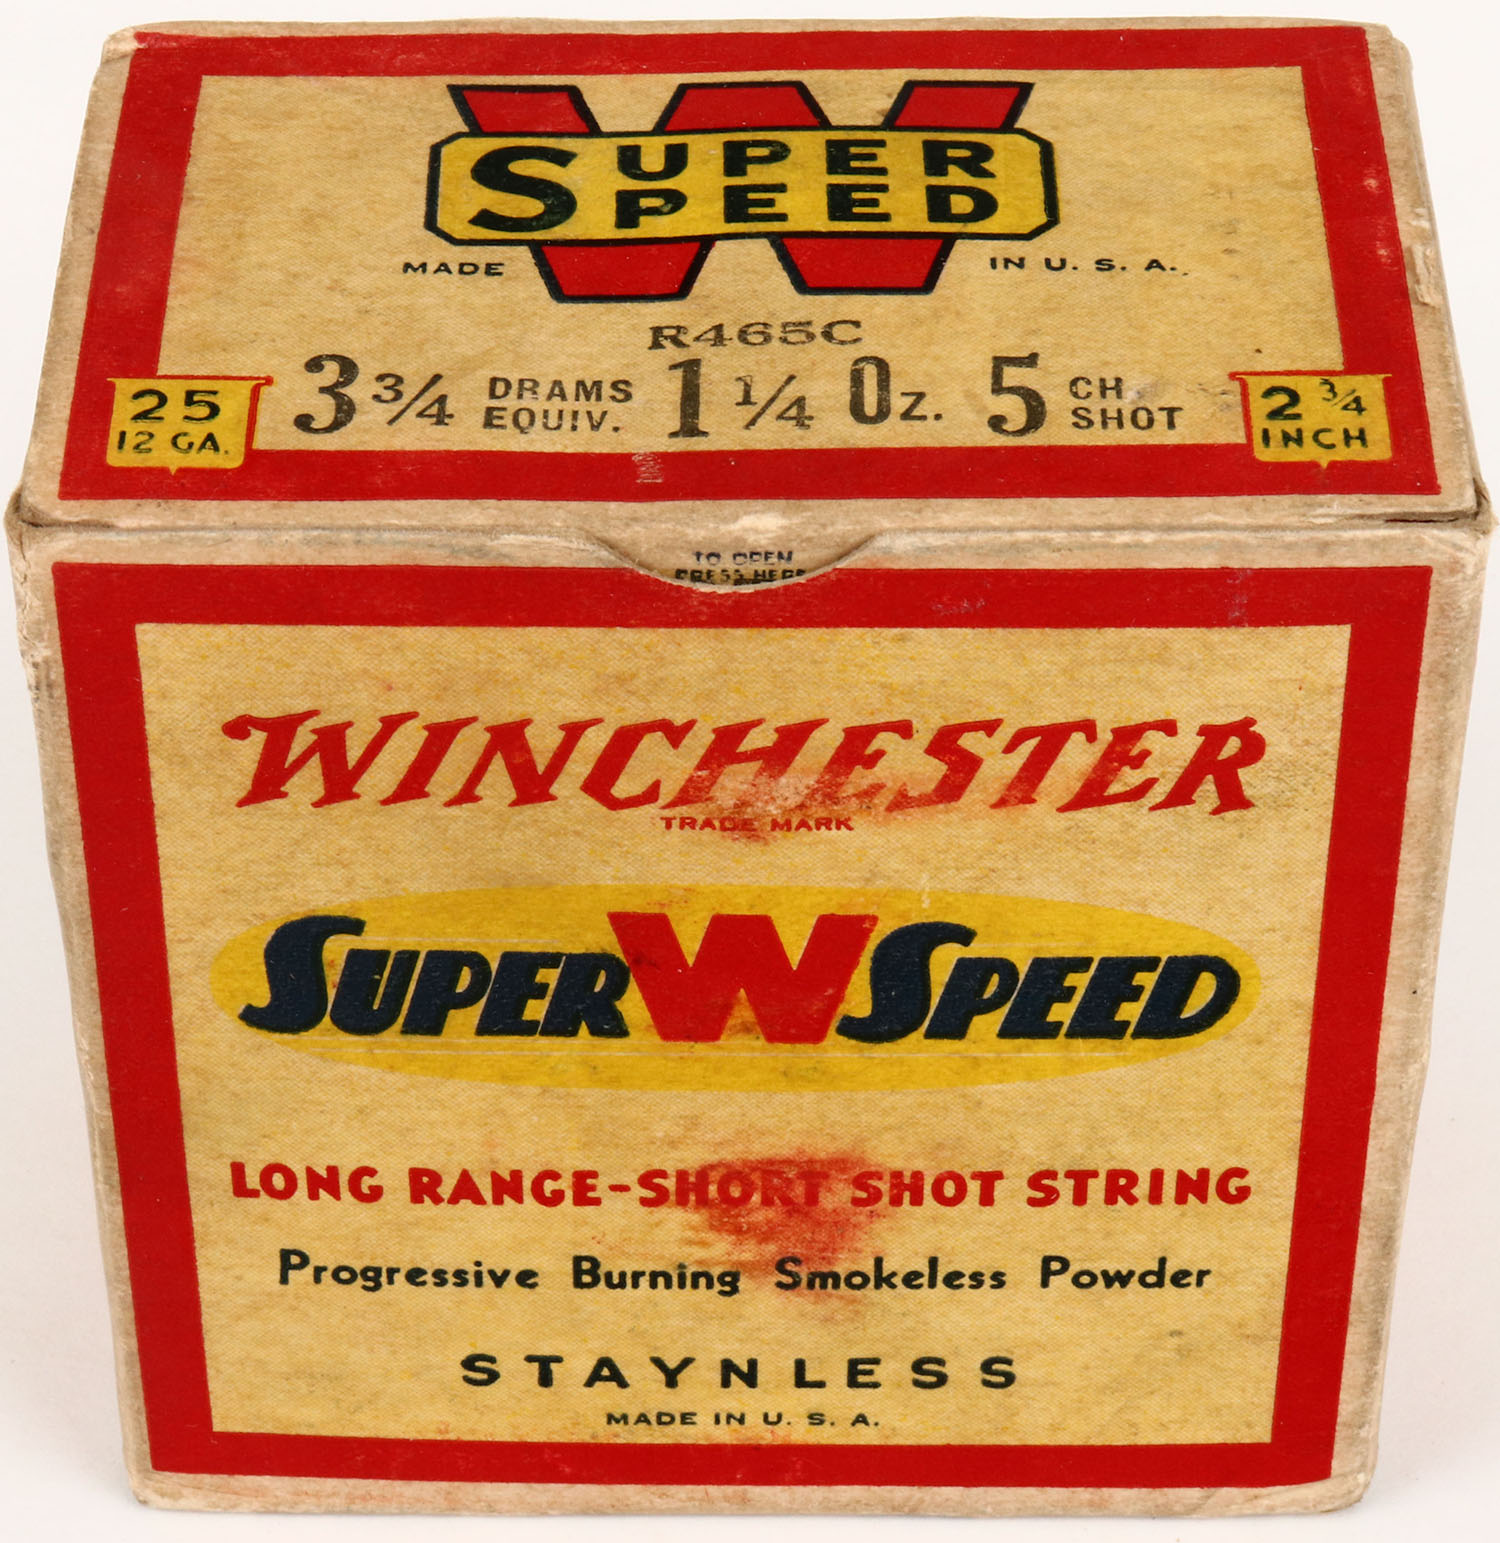 SUPER
SPEED
MADE IN U. S. A.
R465C
25
12 GA.
3 3/4 DRAMS EQUIV. 1 1/4 Oz. 5 CH SHOT
2 3/4
INCH
TO OPEN
PRESS HERE
WINCHESTER
TRADE MARK
SUPER W SPEED
LONG RANGE-SHORT SHOT STRING
Progressive Burning Smokeless Powder
STAYNLESS
MADE IN U. S. A.